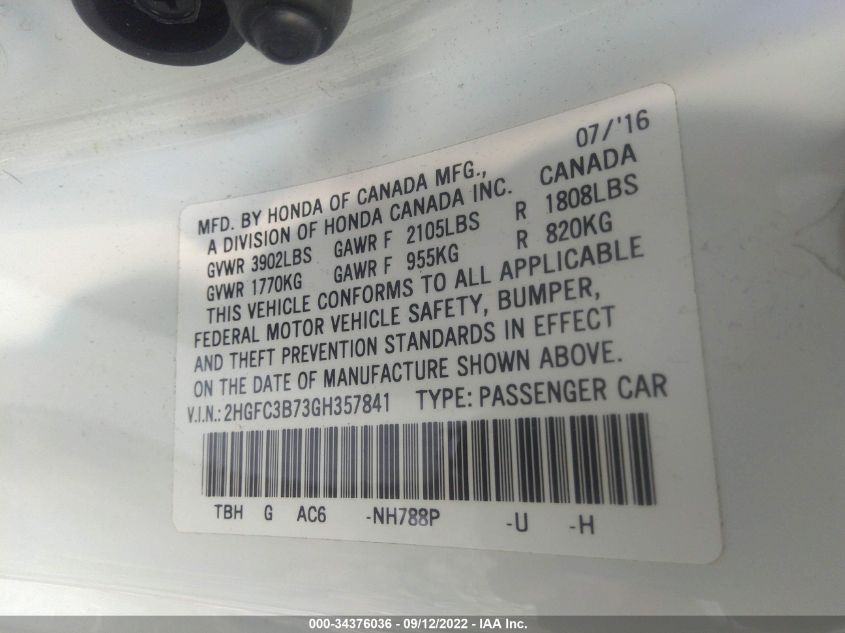 07/'16
MFD. BY HONDA OF CANADA MFG.,
A DIVISION OF HONDA CANADA INC. CANADA
GVWR 3902LBS GAWR F 2105LBS R 1808LBS
GVWR 1770KG GAWR F 955KG R 820KG
THIS VEHICLE CONFORMS TO ALL APPLICABLE
FEDERAL MOTOR VEHICLE SAFETY, BUMPER,
AND THEFT PREVENTION STANDARDS IN EFFECT
ON THE DATE OF MANUFACTURE SHOWN ABOVE.
V.I.N.: 2HGFC3B73GH357841 TYPE: PASSENGER CAR
TBH G AC6 -NH788P -U -H
000-34376036 - 09/12/2022 - IAA Inc.